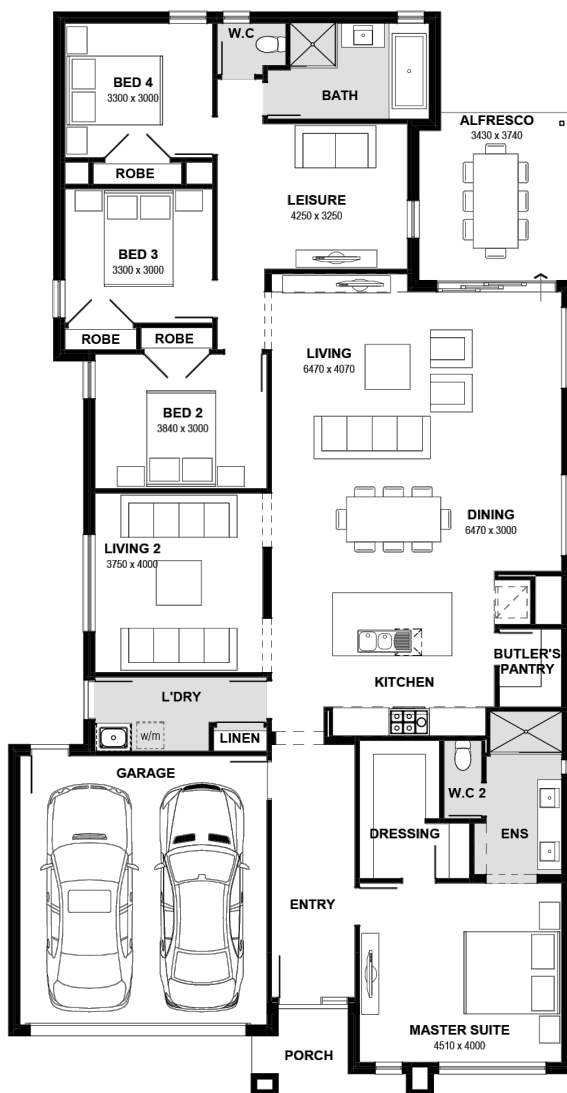 W.C
BED 4
3300 x 3000
BATH
ALFRESCO
3430 x 3740
ROBE
LEISURE
4250 x 3250
BED 3
3300 x 3000
ROBE
ROBE
LIVING
6470 x 4070
BED 2
3840 x 3000
DINING
6470 x 3000
LIVING 2
3750 x 4000
BUTLER'S
PANTRY
KITCHEN
L'DRY
w/m
LINEN
GARAGE
W.C 2
DRESSING
ENS
ENTRY
MASTER SUITE
4510 x 4000
PORCH